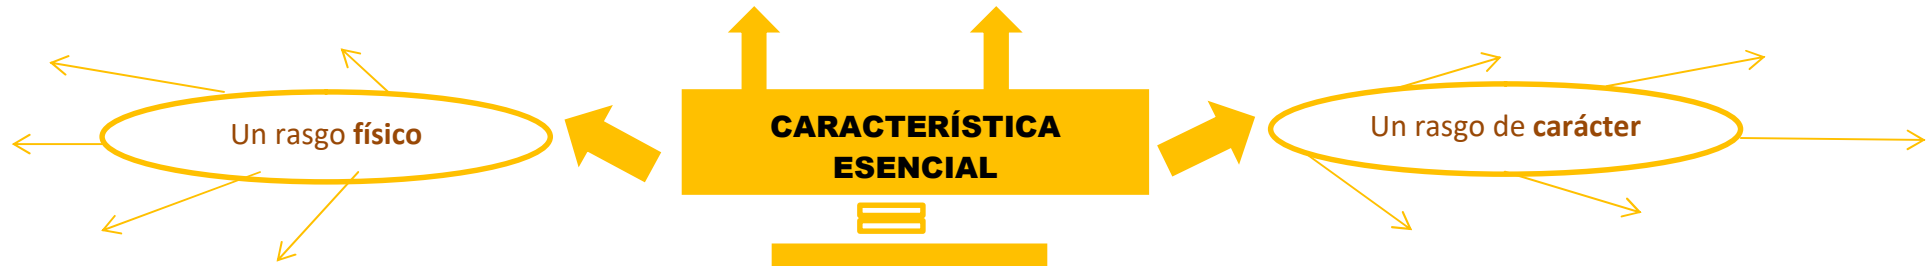 Un rasgo físico
CARACTERÍSTICA
ESENCIAL
Un rasgo de carácter